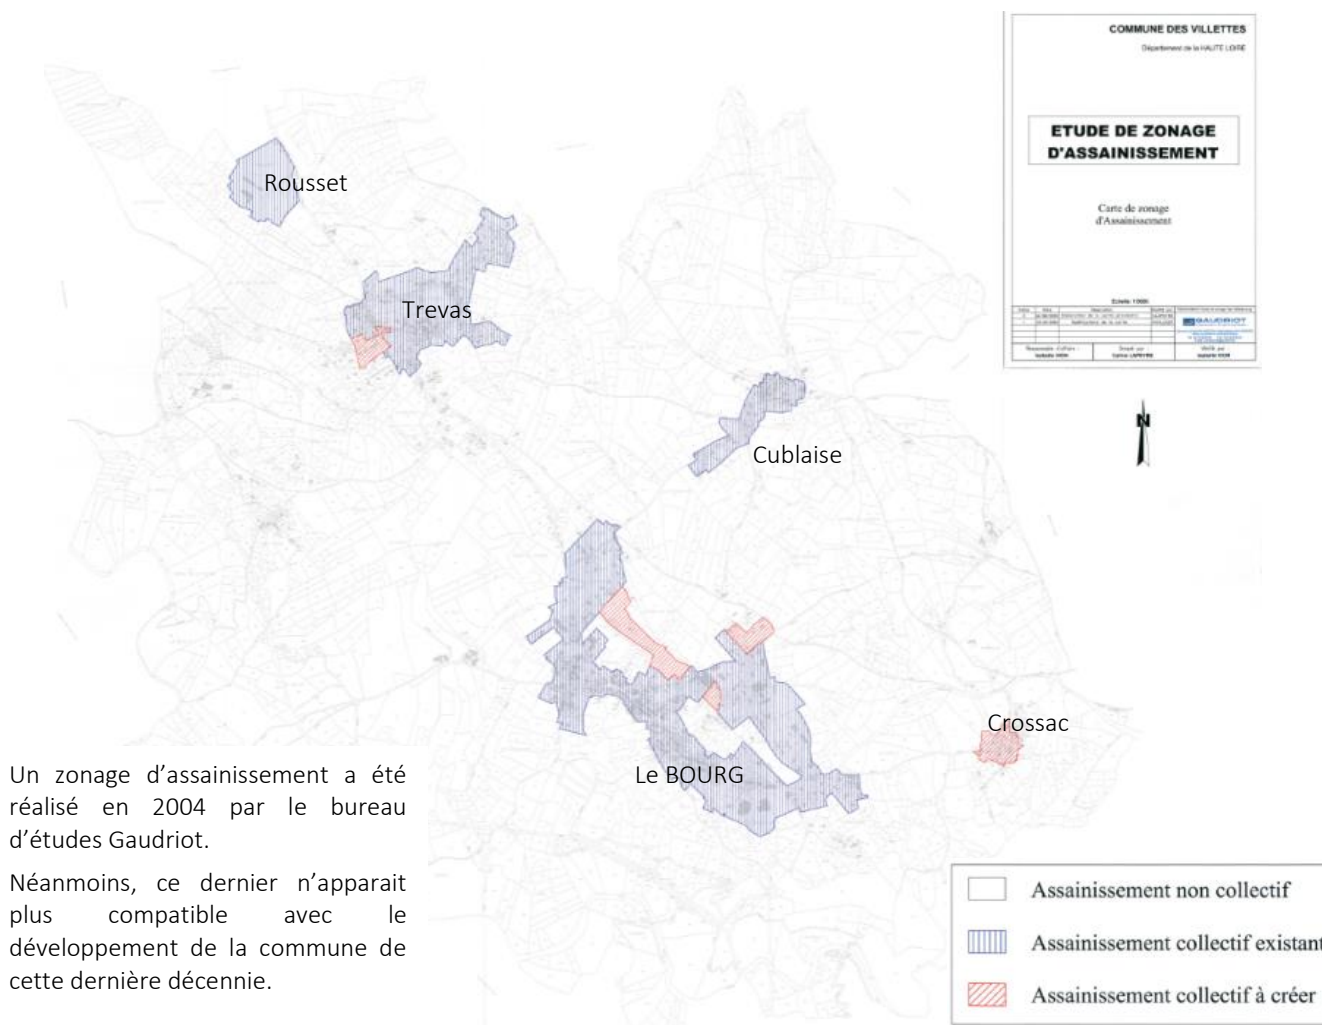 COMMUNE DES VILLETTES
Département de la HAUTE LOIRE
ETUDE DE ZONAGE
D'ASSAINISSEMENT
Carte de zonage
d'Assainissement
GAUDRIOT
N
Rousset
Trevas
Cublaise
Crossac
Le BOURG
Un zonage d’assainissement a été
réalisé en 2004 par le bureau
d’études Gaudriot.
Néanmoins, ce dernier n’apparait
plus compatible avec le
développement de la commune de
cette dernière décennie.
Assainissement non collectif
Assainissement collectif existant
Assainissement collectif à créer